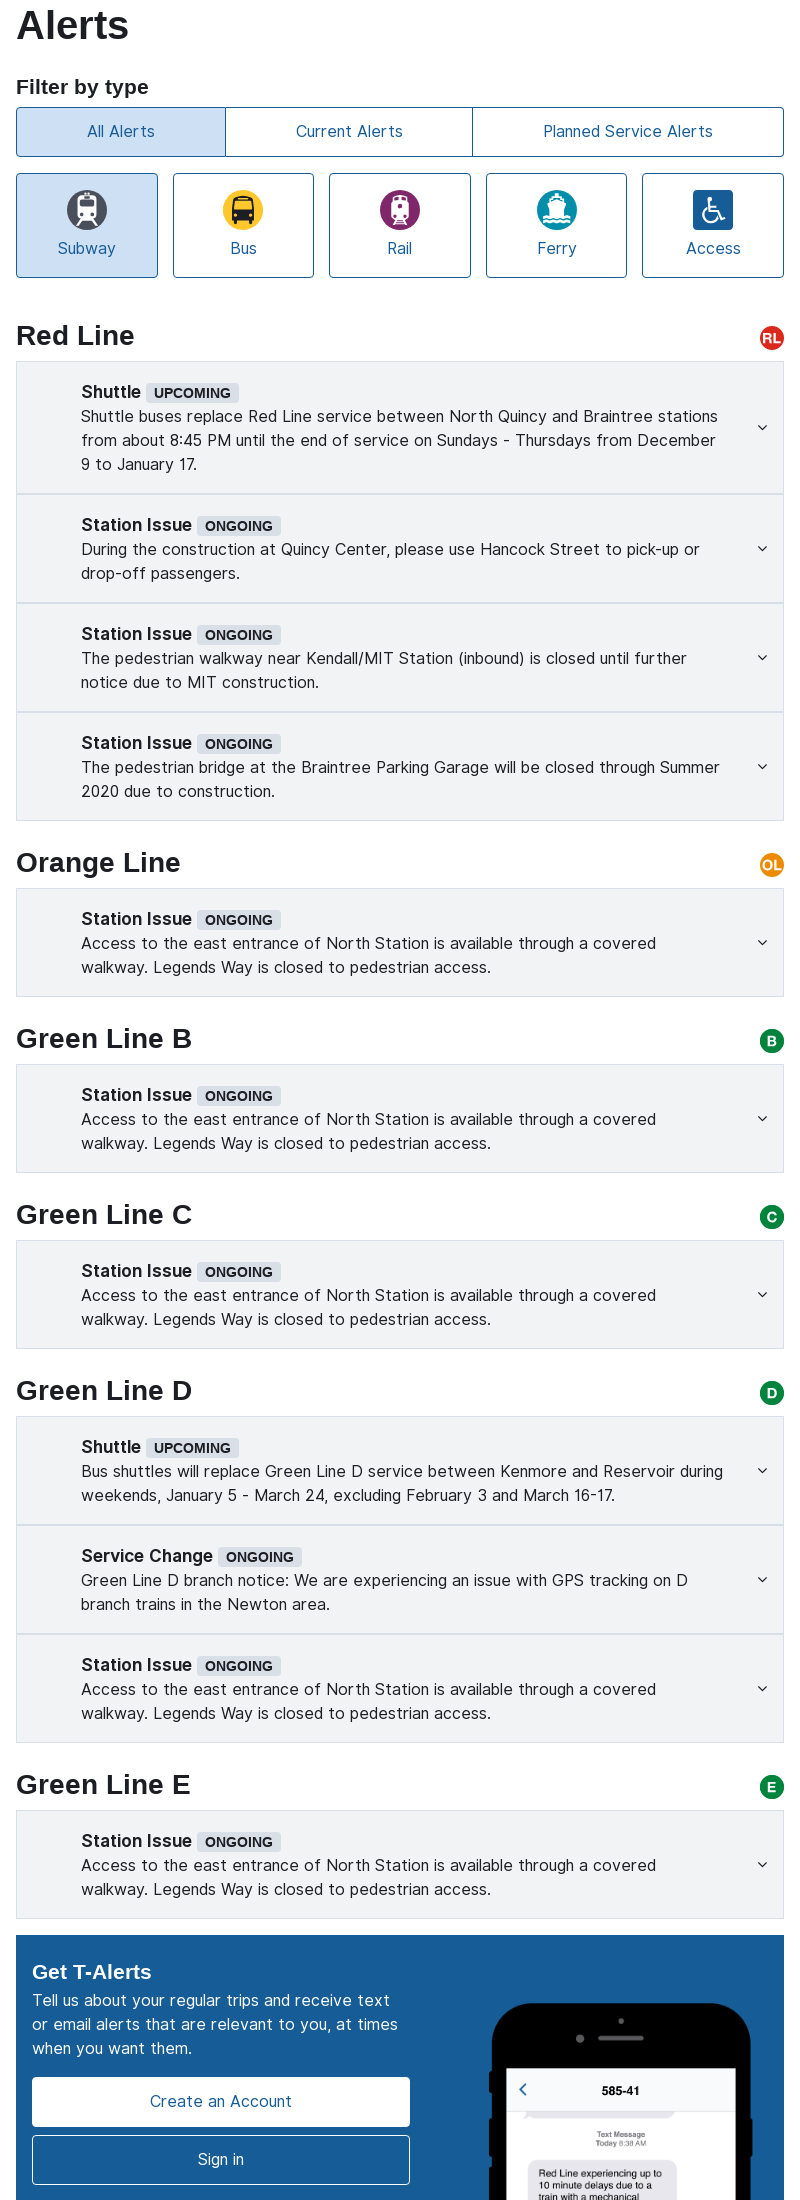 Alerts
Filter by type
All Alerts
Current Alerts
Planned Service Alerts
Subway
Bus
Rail
Ferry
Access
Red Line
RL
Shuttle UPCOMING
Shuttle buses replace Red Line service between North Quincy and Braintree stations
from about 8:45 PM until the end of service on Sundays - Thursdays from December
9 to January 17.
Station Issue ONGOING
During the construction at Quincy Center, please use Hancock Street to pick-up or
drop-off passengers.
Station Issue ONGOING
The pedestrian walkway near Kendall/MIT Station (inbound) is closed until further
notice due to MIT construction.
Station Issue ONGOING
The pedestrian bridge at the Braintree Parking Garage will be closed through Summer
2020 due to construction.
Orange Line
OL
Station Issue ONGOING
Access to the east entrance of North Station is available through a covered
walkway. Legends Way is closed to pedestrian access.
Green Line B
B
Station Issue ONGOING
Access to the east entrance of North Station is available through a covered
walkway. Legends Way is closed to pedestrian access.
Green Line C
C
Station Issue ONGOING
Access to the east entrance of North Station is available through a covered
walkway. Legends Way is closed to pedestrian access.
Green Line D
D
Shuttle UPCOMING
Bus shuttles will replace Green Line D service between Kenmore and Reservoir during
weekends, January 5 - March 24, excluding February 3 and March 16-17.
Service Change ONGOING
Green Line D branch notice: We are experiencing an issue with GPS tracking on D
branch trains in the Newton area.
Station Issue ONGOING
Access to the east entrance of North Station is available through a covered
walkway. Legends Way is closed to pedestrian access.
Green Line E
E
Station Issue ONGOING
Access to the east entrance of North Station is available through a covered
walkway. Legends Way is closed to pedestrian access.
Get T-Alerts
Tell us about your regular trips and receive text
or email alerts that are relevant to you, at times
when you want them.
Create an Account
Sign in
585-41
Text Message
Today 8:38 AM
Red Line experiencing up to
10 minute delays due to a
train with a mechanical